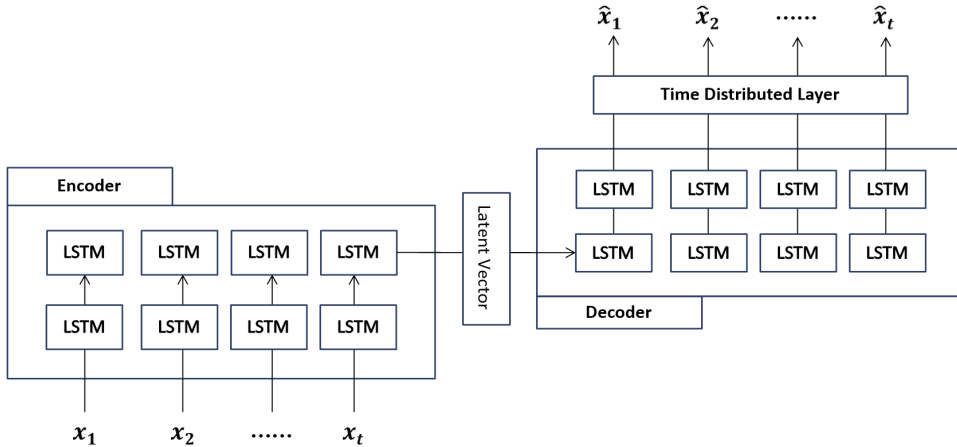 x̂₁ x̂₂ ...... x̂ₜ
Time Distributed Layer
Encoder
LSTM LSTM LSTM LSTM
LSTM LSTM LSTM LSTM
x₁ x₂ ...... xₜ
Latent Vector
LSTM LSTM LSTM LSTM
LSTM LSTM LSTM LSTM
Decoder